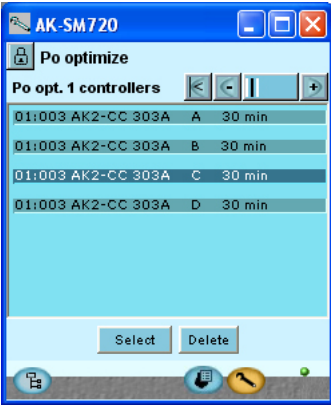 AK-SM720
Po optimize
Po opt. 1 controllers
01:003 AK2-CC 303A A 30 min
01:003 AK2-CC 303A B 30 min
01:003 AK2-CC 303A C 30 min
01:003 AK2-CC 303A D 30 min
Select Delete